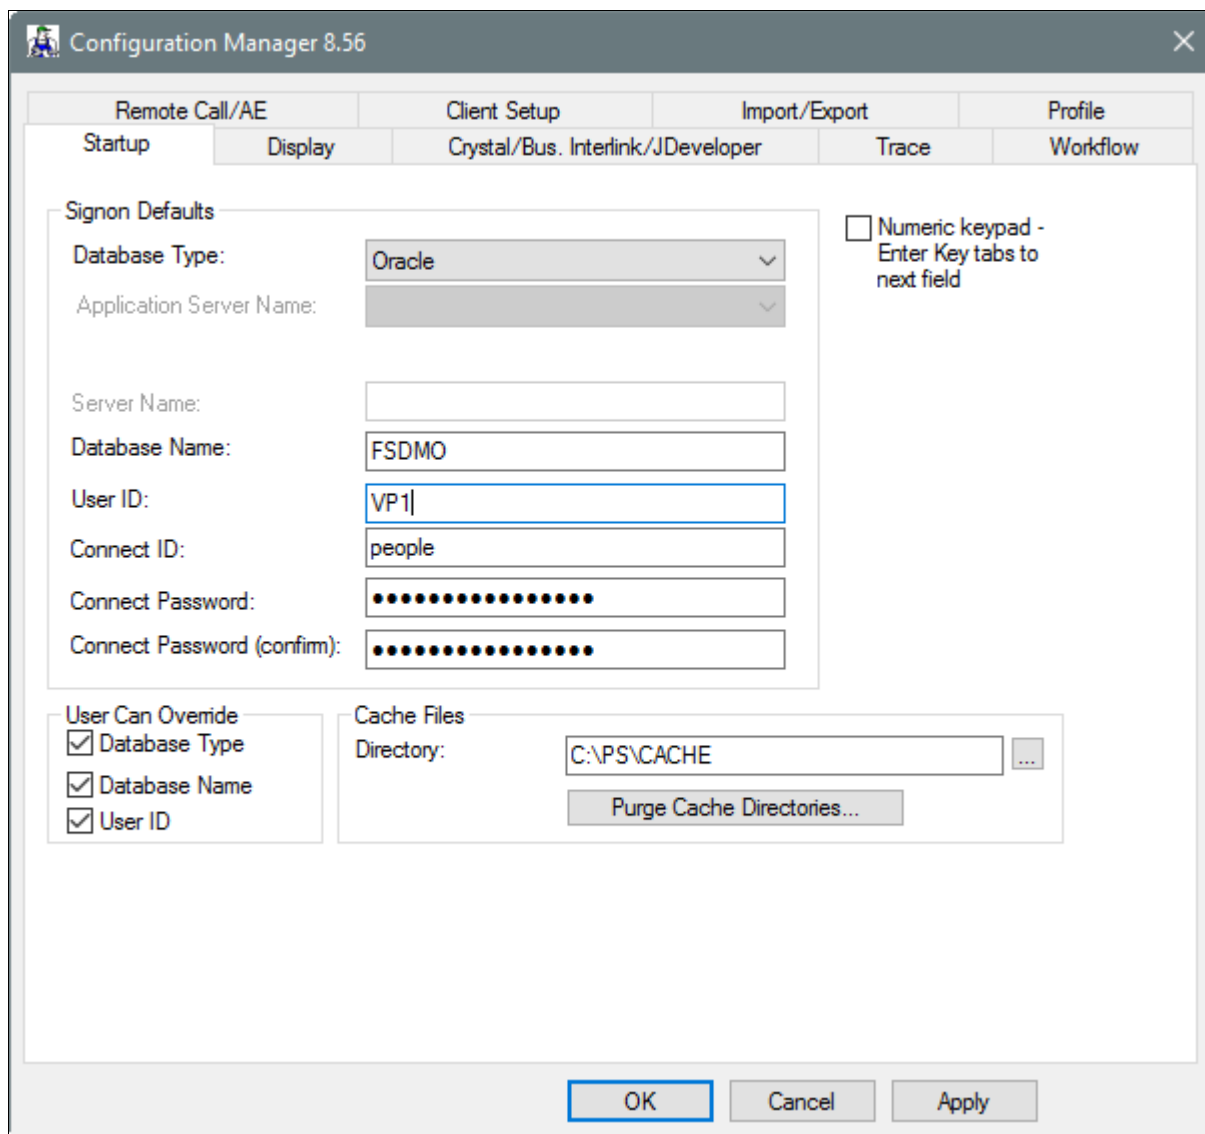 Configuration Manager 8.56
Remote Call/AE Client Setup Import/Export Profile
Startup Display Crystal/Bus. Interlink/JDeveloper Trace Workflow
Signon Defaults
Database Type: Oracle
Application Server Name:
Server Name:
Database Name: FSDMO
User ID: VP1
Connect ID: people
Connect Password: ●●●●●●●●●●●●●●●●
Connect Password (confirm): ●●●●●●●●●●●●●●●●
Numeric keypad -
Enter Key tabs to
next field
User Can Override
Database Type
Database Name
User ID
Cache Files
Directory: C:\PS\CACHE ...
Purge Cache Directories...
OK Cancel Apply